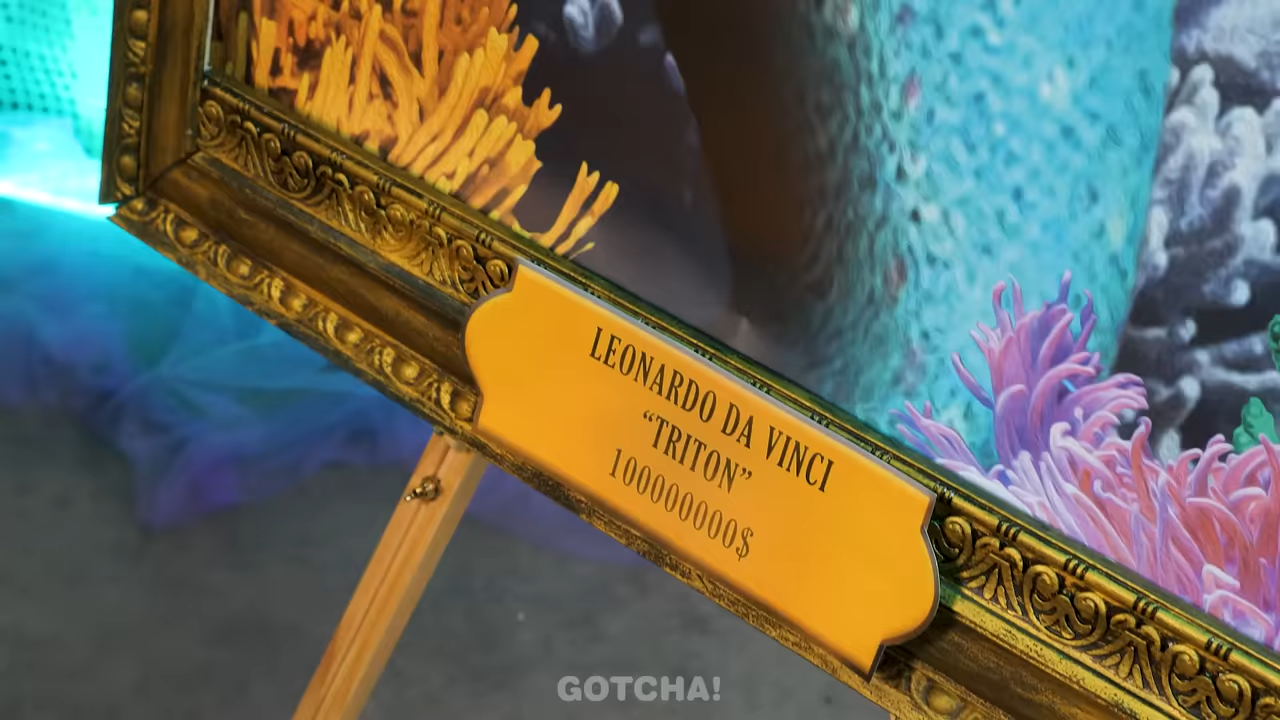 LEONARDO DA VINCI
“TRITON”
100000000$
GOTCHA!